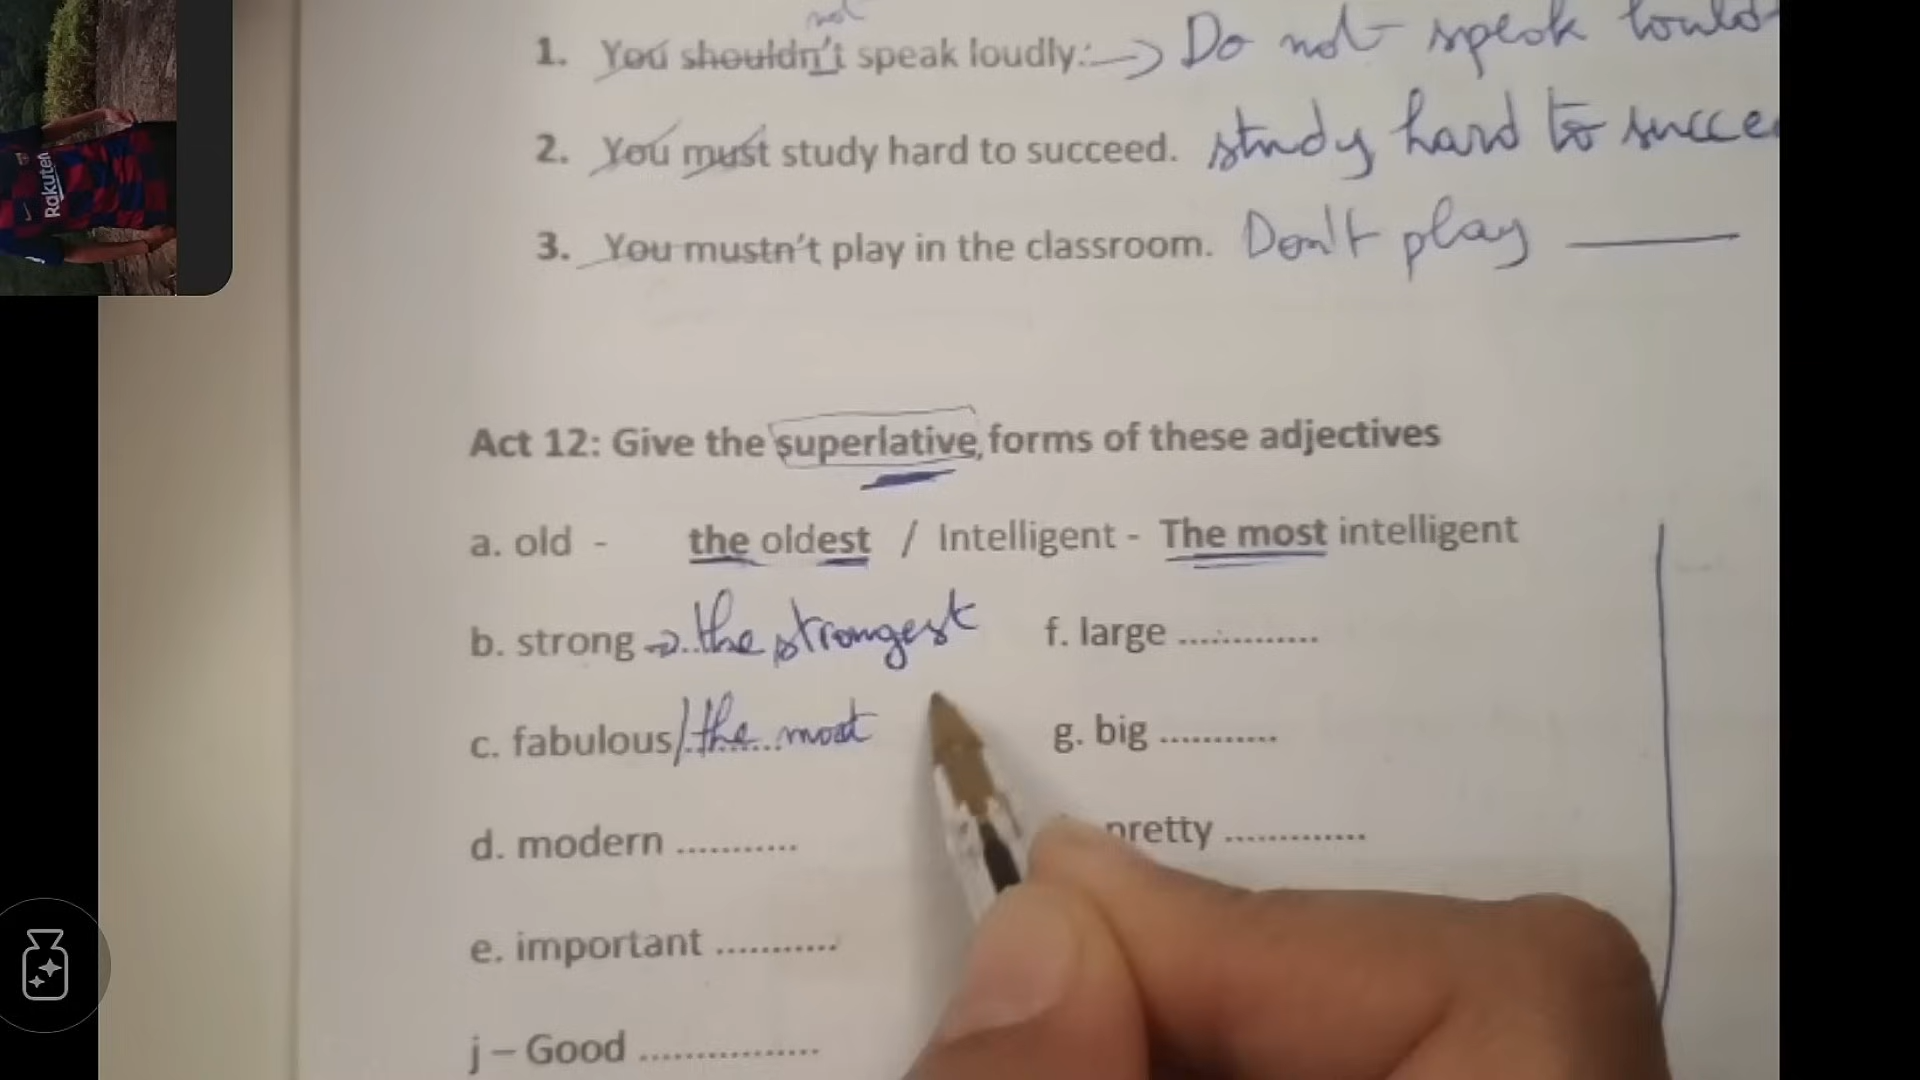 Rakuten
not
1. You shouldn't speak loudly. → Do not speak
2. You must study hard to succeed. study hard to
3. You mustn't play in the classroom. Don't play
Act 12: Give the superlative forms of these adjectives
a. old - the oldest / Intelligent - The most intelligent
b. strong → the strongest f. large .............
c. fabulous / the most g. big ...........
d. modern ........... pretty .............
e. important ...........
j – Good ...............